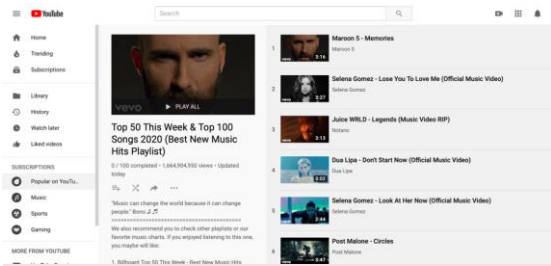 YouTube
Search
Home
Trending
Subscriptions
Library
History
Watch later
Liked videos
SUBSCRIPTIONS
Popular on YouTu...
Music
Sports
Gaming
MORE FROM YOUTUBE
vevo
PLAY ALL
Top 50 This Week & Top 100
Songs 2020 (Best New Music
Hits Playlist)
0 / 100 completed • 1,664,904,950 views • Updated
today
"Music can change the world because it can change
people." Bono
We also recommend you to check other playlists or our
favorite music charts. If you enjoyed listening to this one,
you maybe will like:
1. Billboard Top 50 This Week - Best New Music Hits
1
3:16
Maroon 5 - Memories
Maroon 5
2
3:27
Selena Gomez - Lose You To Love Me (Official Music Video)
Selena Gomez
3
3:13
Juice WRLD - Legends (Music Video RIP)
4
3:03
Dua Lipa - Don't Start Now (Official Music Video)
Dua Lipa
5
2:44
Selena Gomez - Look At Her Now (Official Music Video)
Selena Gomez
6
3:47
Post Malone - Circles
Post Malone